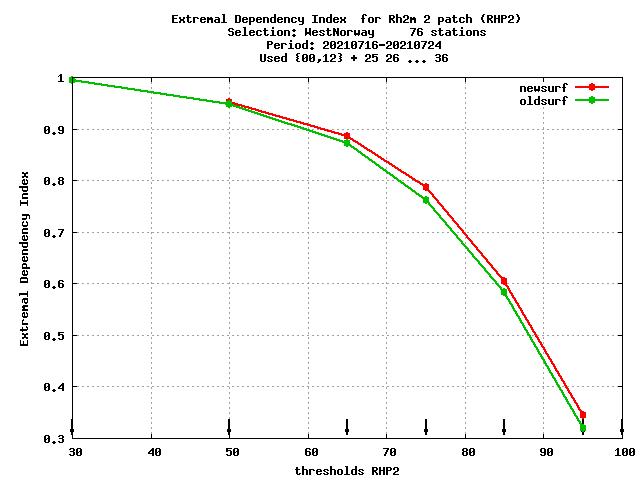 Extremal Dependency Index  for Rh2m 2 patch (RHP2)
Selection: WestNorway     76 stations
Period: 20210716-20210724
Used {00,12} + 25 26 ... 36
newsurf
oldsurf
1
0.9
0.8
0.7
0.6
0.5
0.4
0.3
Extremal Dependency Index
30 40 50 60 70 80 90 100
thresholds RHP2